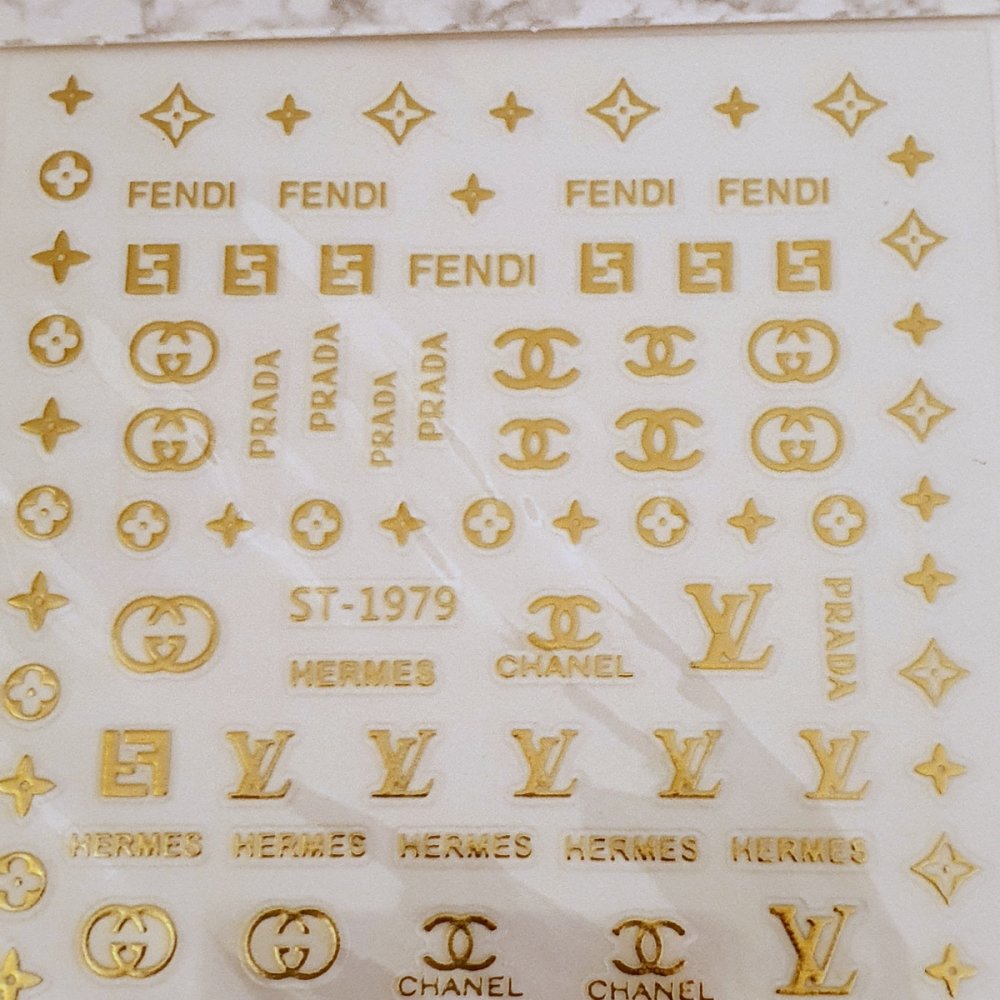 FENDI FENDI FENDI FENDI
FENDI
PRADA PRADA PRADA PRADA
ST-1979
HERMES
CHANEL
PRADA
HERMES HERMES HERMES HERMES HERMES
CHANEL CHANEL